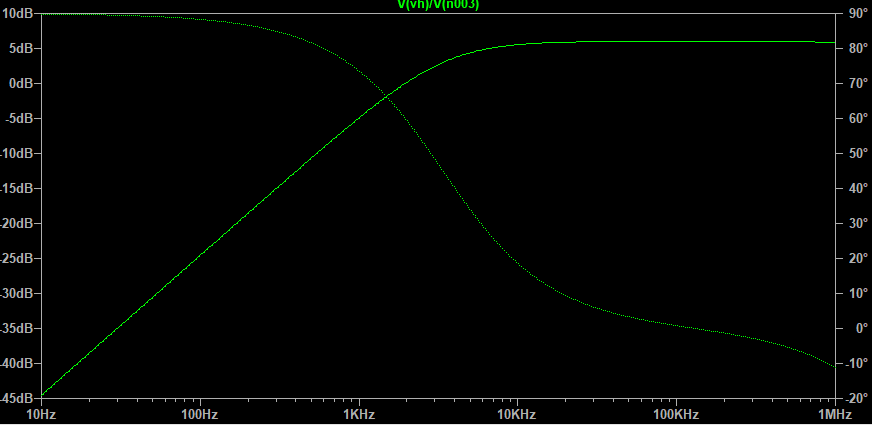 V(vh)/V(n003)
10dB 90°
5dB 80°
0dB 70°
-5dB 60°
-10dB 50°
-15dB 40°
-20dB 30°
-25dB 20°
-30dB 10°
-35dB 0°
-40dB -10°
-45dB -20°
10Hz 100Hz 1KHz 10KHz 100KHz 1MHz